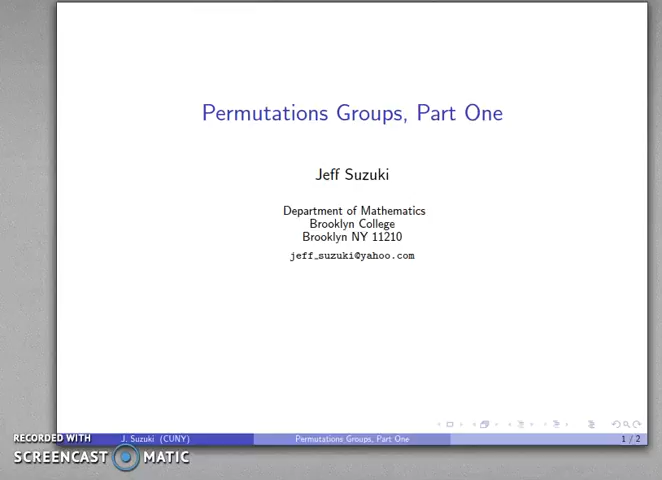 Permutations Groups, Part One
Jeff Suzuki
Department of Mathematics
Brooklyn College
Brooklyn NY 11210
jeff_suzuki@yahoo.com
J. Suzuki (CUNY) Permutations Groups, Part One 1 / 2
RECORDED WITH
SCREENCAST MATIC